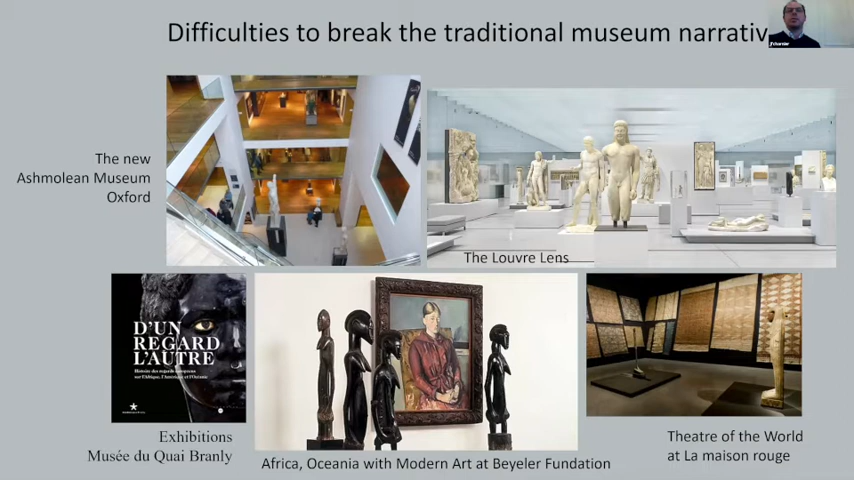 Difficulties to break the traditional museum narrativ
The new
Ashmolean Museum
Oxford
The Louvre Lens
D'UN
REGARD
L'AUTRE
Exhibitions
Musée du Quai Branly
Africa, Oceania with Modern Art at Beyeler Fundation
Theatre of the World
at La maison rouge